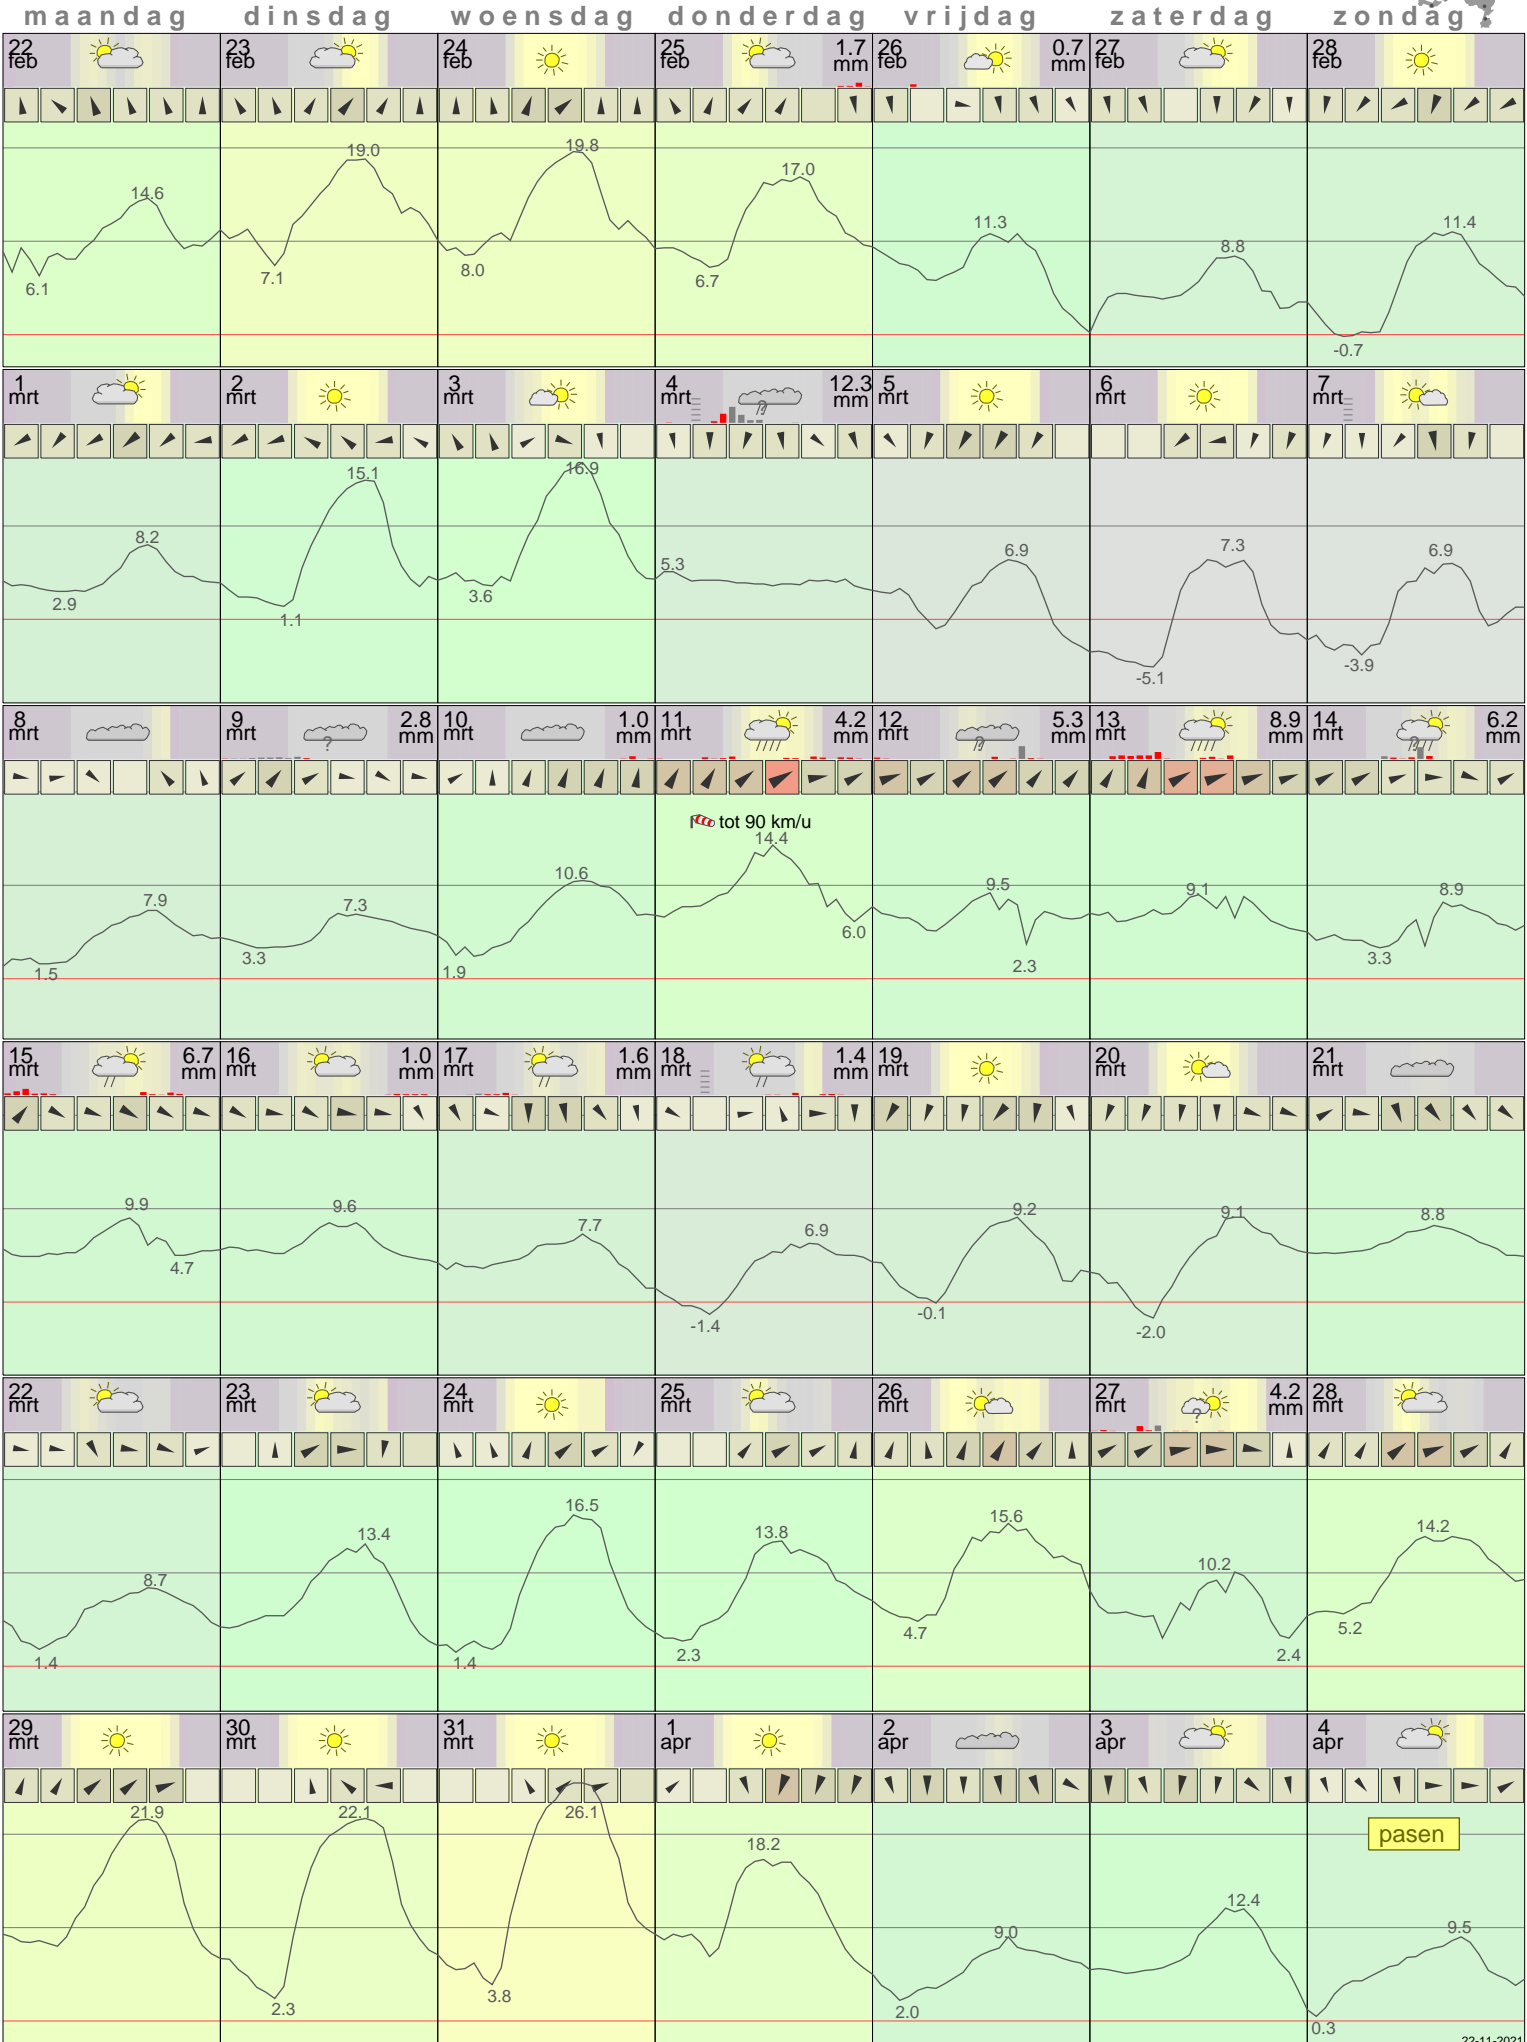 maandag dinsdag woensdag donderdag vrijdag zaterdag zondag
22 feb 23 feb 24 feb 25 feb 1.7 mm 26 feb 0.7 mm 27 feb 28 feb
14.6 19.0 19.8 17.0 11.3 8.8 11.4
6.1 7.1 8.0 6.7 -0.7
1 mrt 2 mrt 3 mrt 4 mrt ? 12.3 mm 5 mrt 6 mrt 7 mrt
8.2 15.1 16.9 5.3 6.9 7.3 6.9
2.9 1.1 3.6 -5.1 -3.9
8 mrt 9 mrt ? 2.8 mm 10 mrt 1.0 mm 11 mrt 4.2 mm 12 mrt ? 5.3 mm 13 mrt 8.9 mm 14 mrt ? 6.2 mm
tot 90 km/u
7.9 7.3 10.6 14.4 9.5 9.1 8.9
1.5 3.3 1.9 6.0 2.3 3.3
15 mrt 6.7 mm 16 mrt 1.0 mm 17 mrt 1.6 mm 18 mrt 1.4 mm 19 mrt 20 mrt 21 mrt
9.9 9.6 7.7 6.9 9.2 9.1 8.8
4.7 -1.4 -0.1 -2.0
22 mrt 23 mrt 24 mrt 25 mrt 26 mrt 27 mrt ? 4.2 mm 28 mrt
8.7 13.4 16.5 13.8 15.6 10.2 14.2
1.4 1.4 2.3 4.7 2.4 5.2
29 mrt 30 mrt 31 mrt 1 apr 2 apr 3 apr 4 apr
pasen
21.9 22.1 26.1 18.2 9.0 12.4 9.5
2.3 3.8 2.0 0.3
22-11-2021